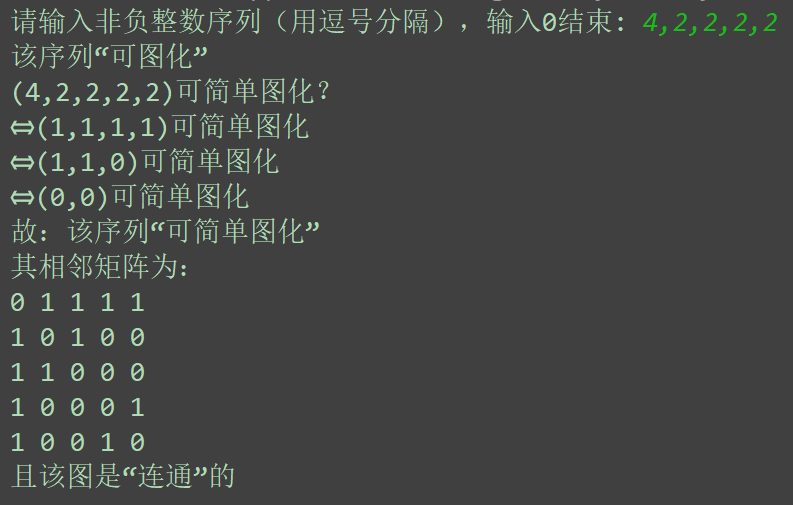 请输入非负整数序列（用逗号分隔），输入0结束: 4,2,2,2,2
该序列“可图化”
(4,2,2,2,2)可简单图化?
⇔(1,1,1,1)可简单图化
⇔(1,1,0)可简单图化
⇔(0,0)可简单图化
故：该序列“可简单图化”
其相邻矩阵为：
0 1 1 1 1
1 0 1 0 0
1 1 0 0 0
1 0 0 0 1
1 0 0 1 0
且该图是“连通”的